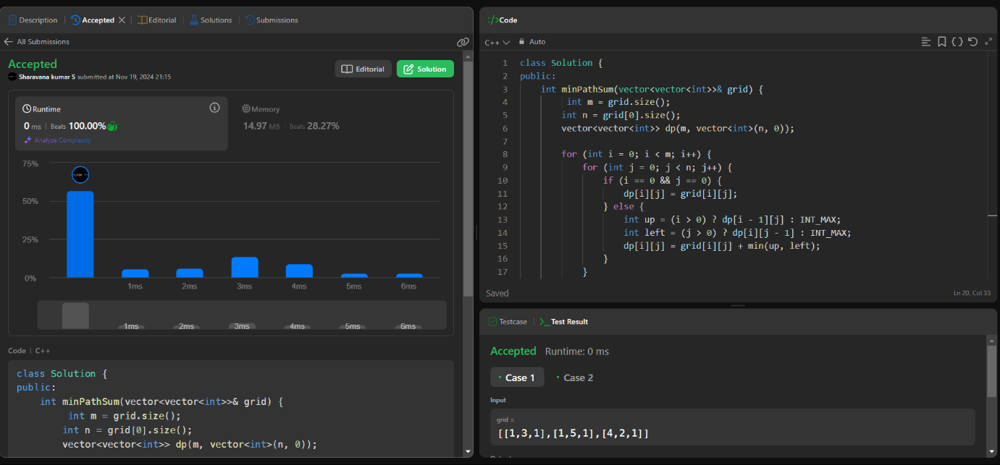 Description
Accepted
Editorial
Solutions
Submissions
All Submissions
Accepted
Sharavana kumar S submitted at Nov 19, 2024 21:15
Editorial
Solution
Runtime
0 ms | Beats 100.00%
Analyze Complexity
Memory
14.97 MB | Beats 28.27%
75%
50%
25%
0%
<code />
1ms 2ms 3ms 4ms 5ms 6ms
1ms 2ms 3ms 4ms 5ms 6ms
Code | C++
class Solution {
public:
    int minPathSum(vector<vector<int>>& grid) {
         int m = grid.size();
        int n = grid[0].size();
        vector<vector<int>> dp(m, vector<int>(n, 0));
</>Code
C++ Auto
1 class Solution {
2 public:
3     int minPathSum(vector<vector<int>>& grid) {
4          int m = grid.size();
5         int n = grid[0].size();
6         vector<vector<int>> dp(m, vector<int>(n, 0));
7
8         for (int i = 0; i < m; i++) {
9             for (int j = 0; j < n; j++) {
10                 if (i == 0 && j == 0) {
11                     dp[i][j] = grid[i][j];
12                 } else {
13                     int up = (i > 0) ? dp[i - 1][j] : INT_MAX;
14                     int left = (j > 0) ? dp[i][j - 1] : INT_MAX;
15                     dp[i][j] = grid[i][j] + min(up, left);
16                 }
17             }
Saved
Ln 20, Col 33
Testcase
>_Test Result
Accepted Runtime: 0 ms
Case 1
Case 2
Input
grid =
[[1,3,1],[1,5,1],[4,2,1]]